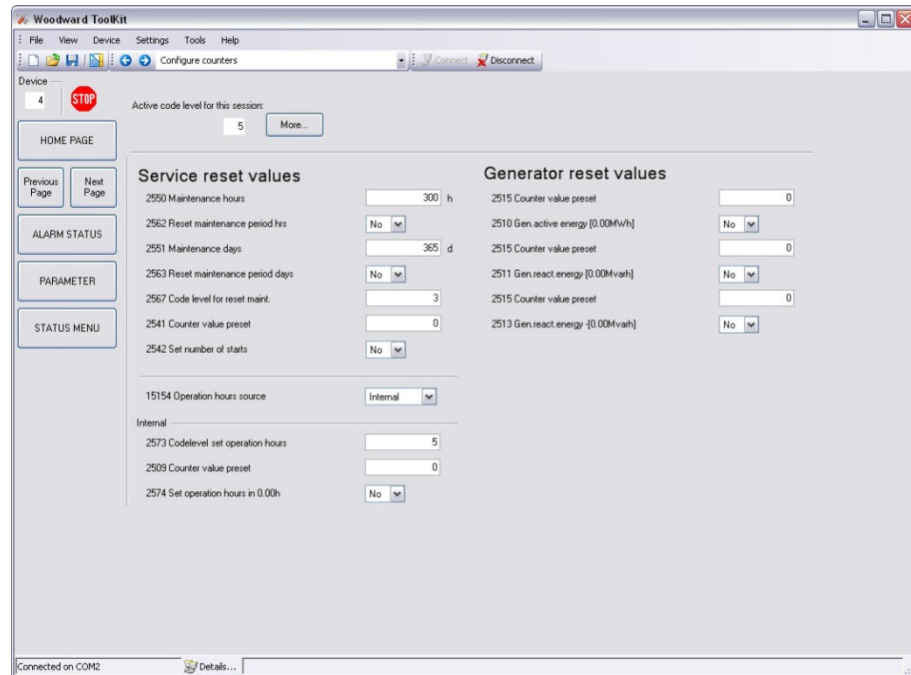 Woodward ToolKit
File View Device Settings Tools Help
Configure counters Connect Disconnect
Device
4 STOP
Active code level for this session:
5 More...
HOME PAGE
Previous Page
Next Page
ALARM STATUS
PARAMETER
STATUS MENU
Service reset values
2550 Maintenance hours 300 h
2562 Reset maintenance period hrs No
2551 Maintenance days 365 d
2563 Reset maintenance period days No
2567 Code level for reset maint. 3
2541 Counter value preset 0
2542 Set number of starts No
15154 Operation hours source Internal
Internal
2573 Codelevel set operation hours 5
2509 Counter value preset 0
2574 Set operation hours in 0.00h No
Generator reset values
2515 Counter value preset 0
2510 Gen.active energy [0.00MWh] No
2515 Counter value preset 0
2511 Gen.react.energy [0.00Mvarh] No
2515 Counter value preset 0
2513 Gen.react.energy -[0.00Mvarh] No
Connected on COM2 Details...